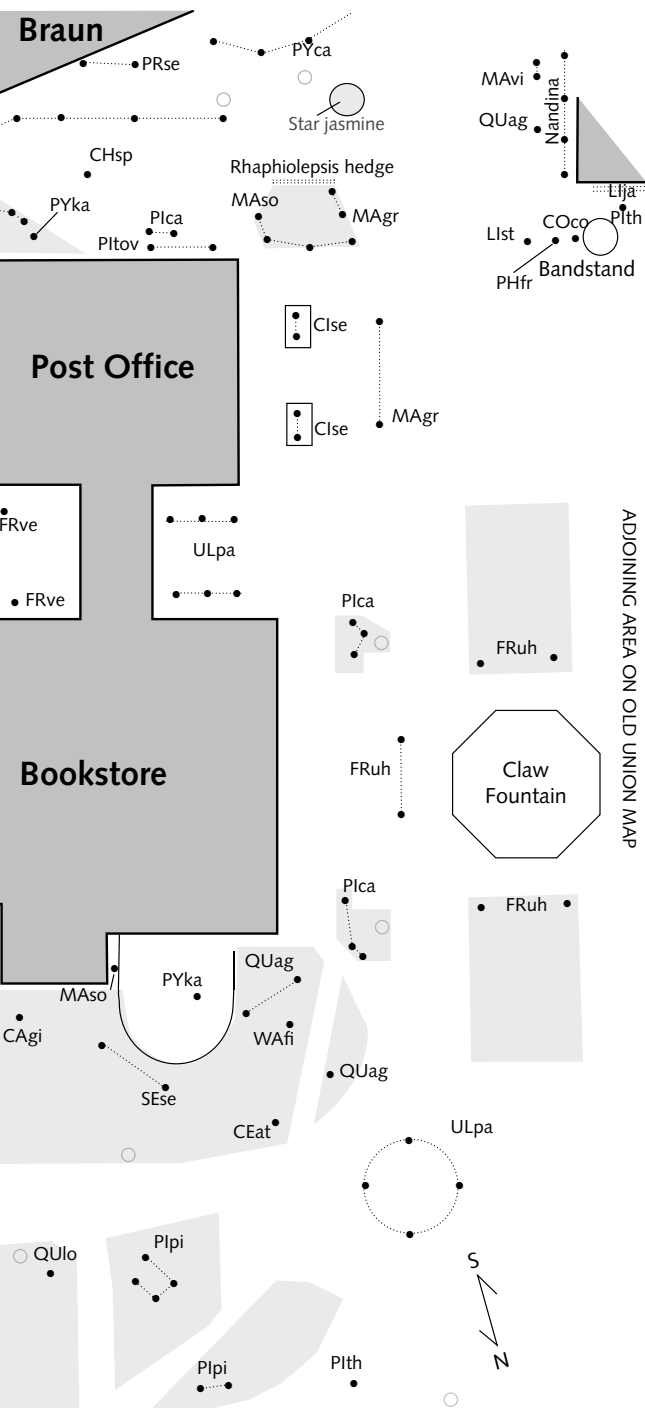 Braun
PRse
PYca
MAvi
Nandina
QUag
Star jasmine
CHsp
Rhaphiolepsis hedge
PYka
PIca
MAso
MAgr
PItov
LIja
PIth
COco
LIst
Bandstand
PHfr
CIse
Post Office
MAgr
CIse
FRve
ULpa
FRve
PIca
FRuh
ADJOINING AREA ON OLD UNION MAP
Bookstore
FRuh
Claw
Fountain
PIca
FRuh
QUag
PYka
MAso
CAgi
WAfi
QUag
SEse
CEat
ULpa
PIpi
QUlo
S
N
PIpi
PIth